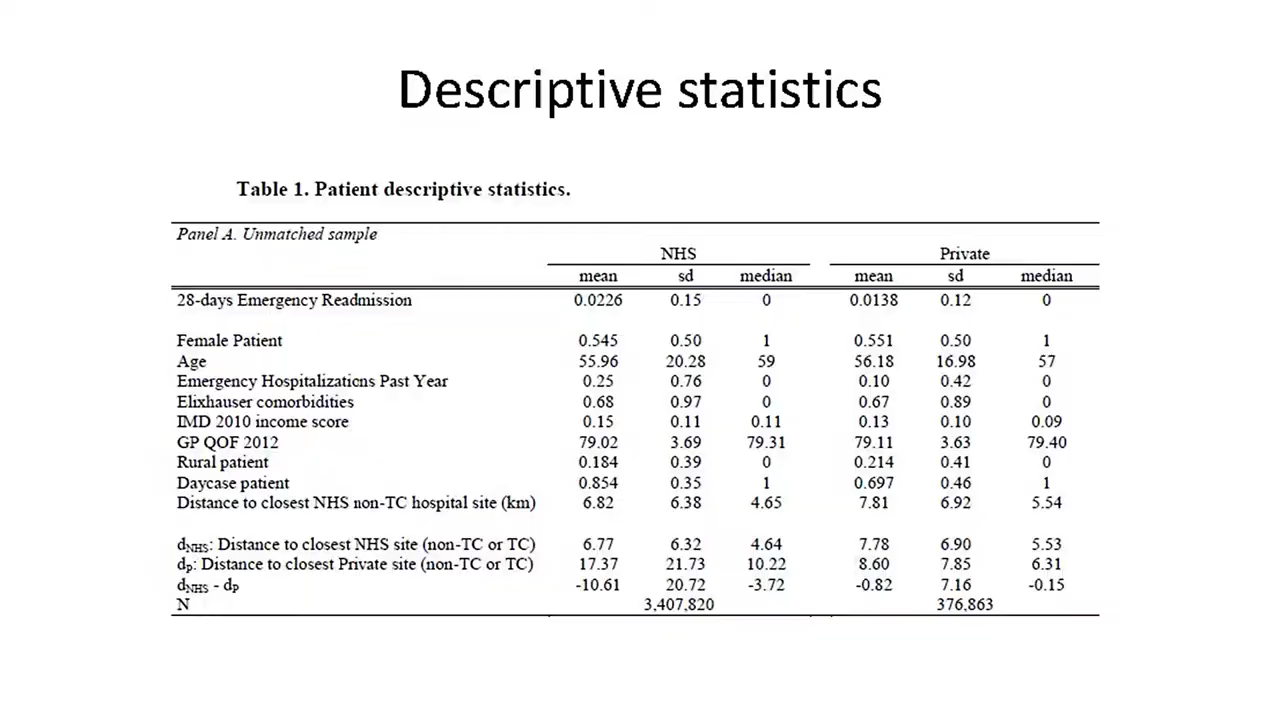 Descriptive statistics
Table 1. Patient descriptive statistics.
Panel A. Unmatched sample
NHS Private
mean sd median mean sd median
28-days Emergency Readmission 0.0226 0.15 0 0.0138 0.12 0
Female Patient 0.545 0.50 1 0.551 0.50 1
Age 55.96 20.28 59 56.18 16.98 57
Emergency Hospitalizations Past Year 0.25 0.76 0 0.10 0.42 0
Elixhauser comorbidities 0.68 0.97 0 0.67 0.89 0
IMD 2010 income score 0.15 0.11 0.11 0.13 0.10 0.09
GP QOF 2012 79.02 3.69 79.31 79.11 3.63 79.40
Rural patient 0.184 0.39 0 0.214 0.41 0
Daycase patient 0.854 0.35 1 0.697 0.46 1
Distance to closest NHS non-TC hospital site (km) 6.82 6.38 4.65 7.81 6.92 5.54
dNHS: Distance to closest NHS site (non-TC or TC) 6.77 6.32 4.64 7.78 6.90 5.53
dP: Distance to closest Private site (non-TC or TC) 17.37 21.73 10.22 8.60 7.85 6.31
dNHS - dP -10.61 20.72 -3.72 -0.82 7.16 -0.15
N 3,407,820 376,863